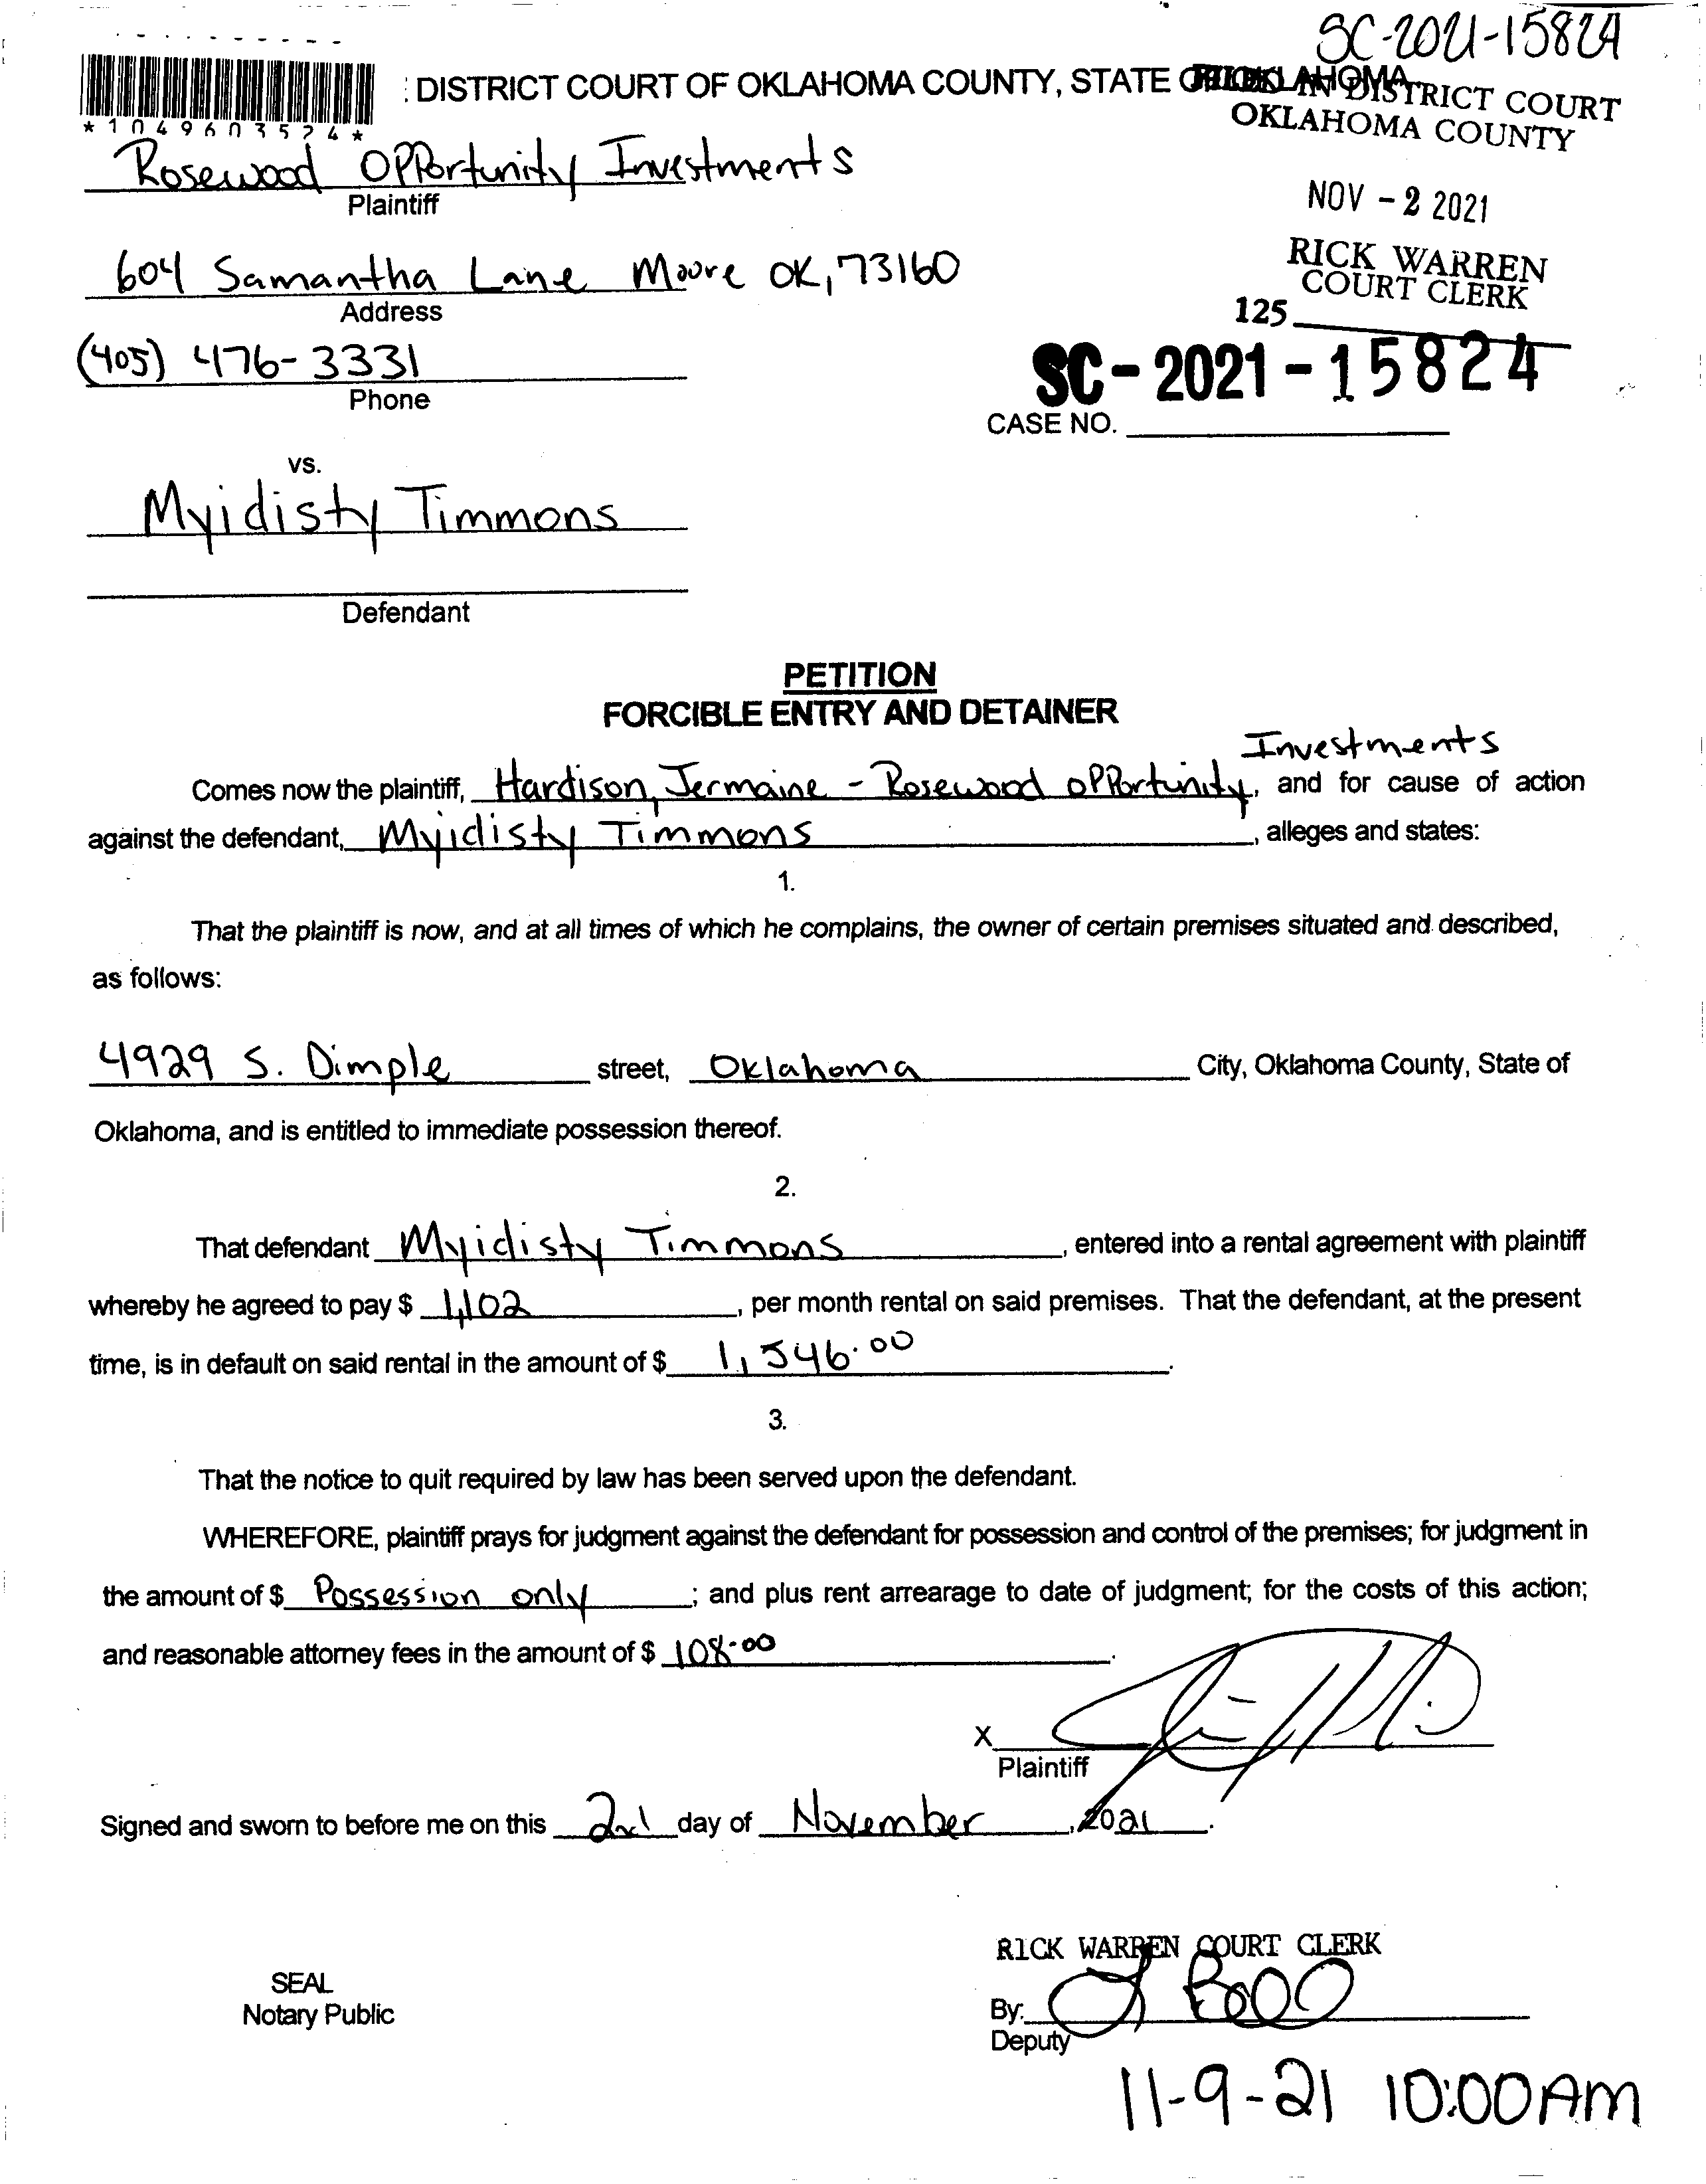 SC-2021-15824
DISTRICT COURT OF OKLAHOMA COUNTY, STATE OF OKLAHOMA
FILED IN DISTRICT COURT
OKLAHOMA COUNTY
*1049603524*
Rosewood Opportunity Investments
Plaintiff
NOV - 2 2021
604 Samantha Lane Moore OK, 73160
Address
RICK WARREN
COURT CLERK
125
(405) 476-3331
Phone
SC - 2021 - 15824
CASE NO.
vs.
Myidisty Timmons
Defendant
PETITION
FORCIBLE ENTRY AND DETAINER
Investments
Comes now the plaintiff, Hardison, Jermaine - Rosewood opportunity, and for cause of action
against the defendant, Myidisty Timmons, alleges and states:
1.
That the plaintiff is now, and at all times of which he complains, the owner of certain premises situated and described,
as follows:
4929 S. Dimple street, Oklahoma City, Oklahoma County, State of
Oklahoma, and is entitled to immediate possession thereof.
2.
That defendant Myidisty Timmons, entered into a rental agreement with plaintiff
whereby he agreed to pay $ 1,102, per month rental on said premises. That the defendant, at the present
time, is in default on said rental in the amount of $ 1,546.00.
3.
That the notice to quit required by law has been served upon the defendant.
WHEREFORE, plaintiff prays for judgment against the defendant for possession and control of the premises; for judgment in
the amount of $ Possession only; and plus rent arrearage to date of judgment; for the costs of this action;
and reasonable attorney fees in the amount of $ 108.00.
X
Plaintiff
Signed and sworn to before me on this 2nd day of November, 2021.
RICK WARREN COURT CLERK
SEAL
Notary Public
By:
Deputy
11-9-21 10:00AM